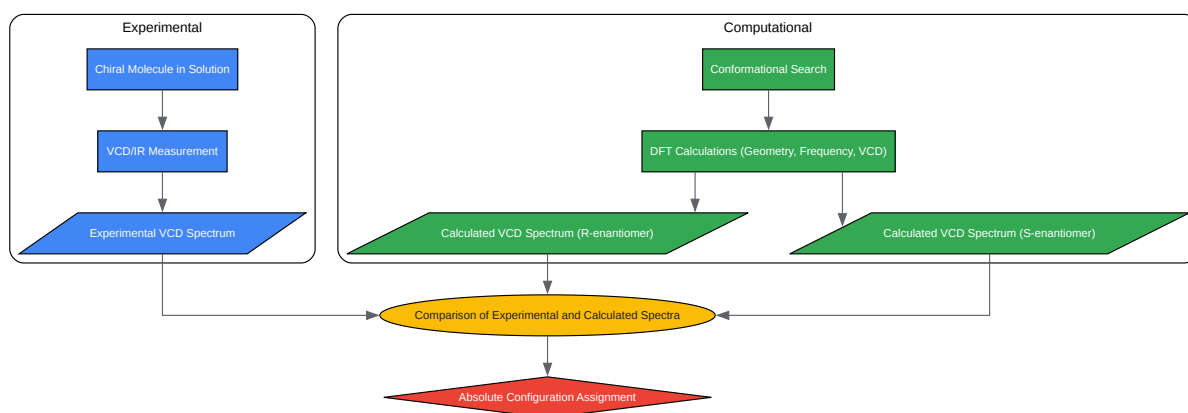 Experimental
Chiral Molecule in Solution
VCD/IR Measurement
Experimental VCD Spectrum
Computational
Conformational Search
DFT Calculations (Geometry, Frequency, VCD)
Calculated VCD Spectrum (R-enantiomer)
Calculated VCD Spectrum (S-enantiomer)
Comparison of Experimental and Calculated Spectra
Absolute Configuration Assignment